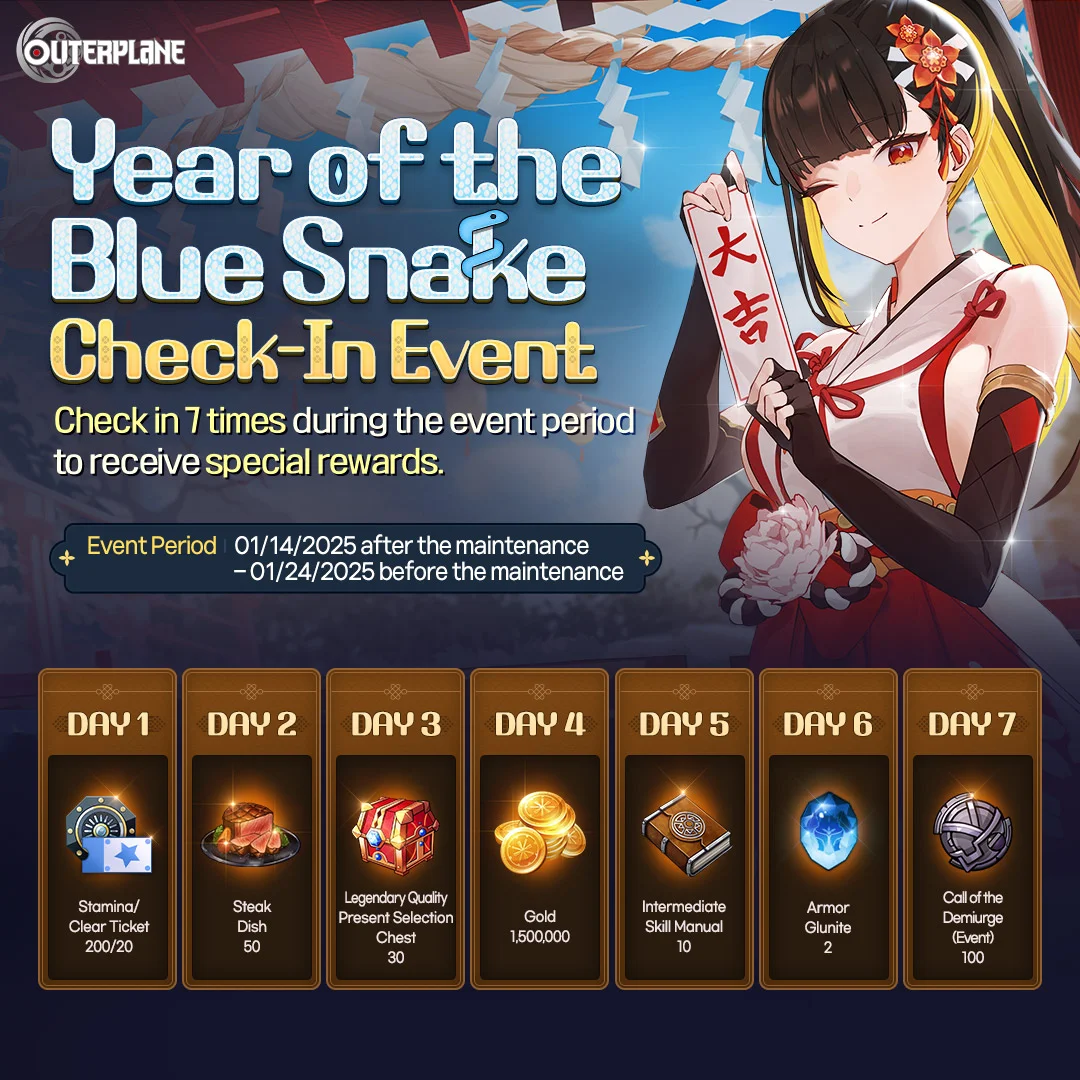 OUTERPLANE
Year of the
Blue Snake
Check-In Event
Check in 7 times during the event period
to receive special rewards.
Event Period 01/14/2025 after the maintenance
– 01/24/2025 before the maintenance
大
吉
DAY 1
Stamina/
Clear Ticket
200/20
DAY 2
Steak
Dish
50
DAY 3
Legendary Quality
Present Selection
Chest
30
DAY 4
Gold
1,500,000
DAY 5
Intermediate
Skill Manual
10
DAY 6
Armor
Glunite
2
DAY 7
Call of the
Demiurge
(Event)
100